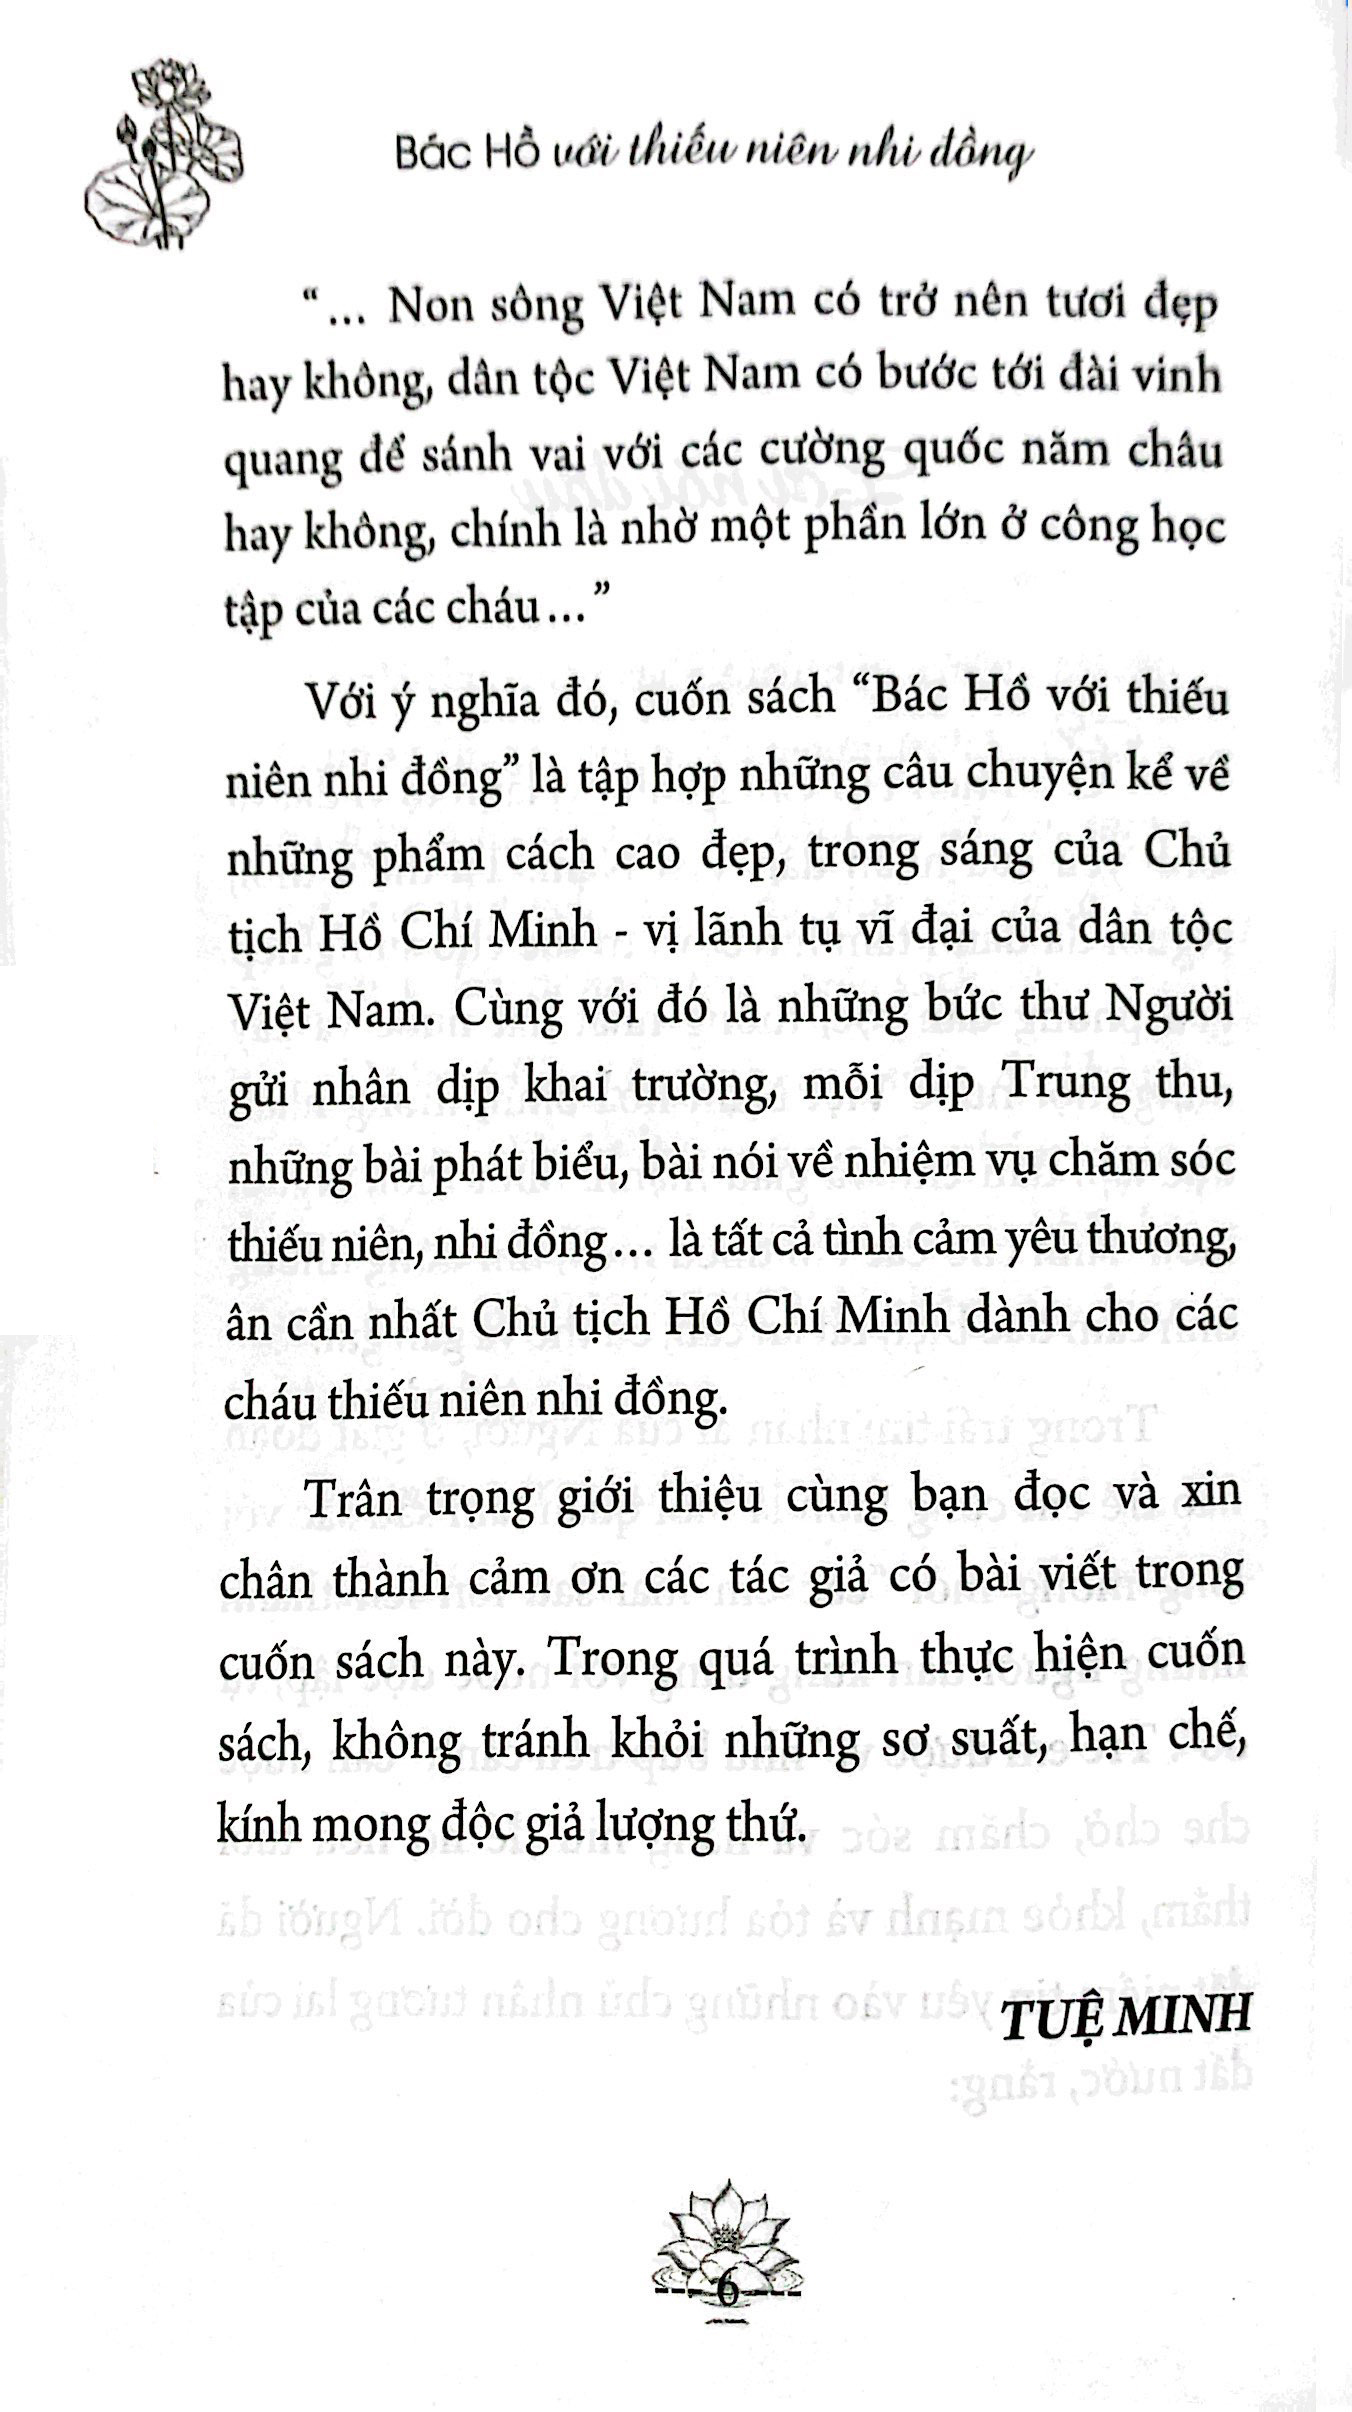 Bác Hồ với thiếu niên nhi đồng
“... Non sông Việt Nam có trở nên tươi đẹp
hay không, dân tộc Việt Nam có bước tới đài vinh
quang để sánh vai với các cường quốc năm châu
hay không, chính là nhờ một phần lớn ở công học
tập của các cháu...”
Với ý nghĩa đó, cuốn sách “Bác Hồ với thiếu
niên nhi đồng” là tập hợp những câu chuyện kể về
những phẩm cách cao đẹp, trong sáng của Chủ
tịch Hồ Chí Minh - vị lãnh tụ vĩ đại của dân tộc
Việt Nam. Cùng với đó là những bức thư Người
gửi nhân dịp khai trường, mỗi dịp Trung thu,
những bài phát biểu, bài nói về nhiệm vụ chăm sóc
thiếu niên, nhi đồng... là tất cả tình cảm yêu thương,
ân cần nhất Chủ tịch Hồ Chí Minh dành cho các
cháu thiếu niên nhi đồng.
Trân trọng giới thiệu cùng bạn đọc và xin
chân thành cảm ơn các tác giả có bài viết trong
cuốn sách này. Trong quá trình thực hiện cuốn
sách, không tránh khỏi những sơ suất, hạn chế,
kính mong độc giả lượng thứ.
TUỆ MINH
6